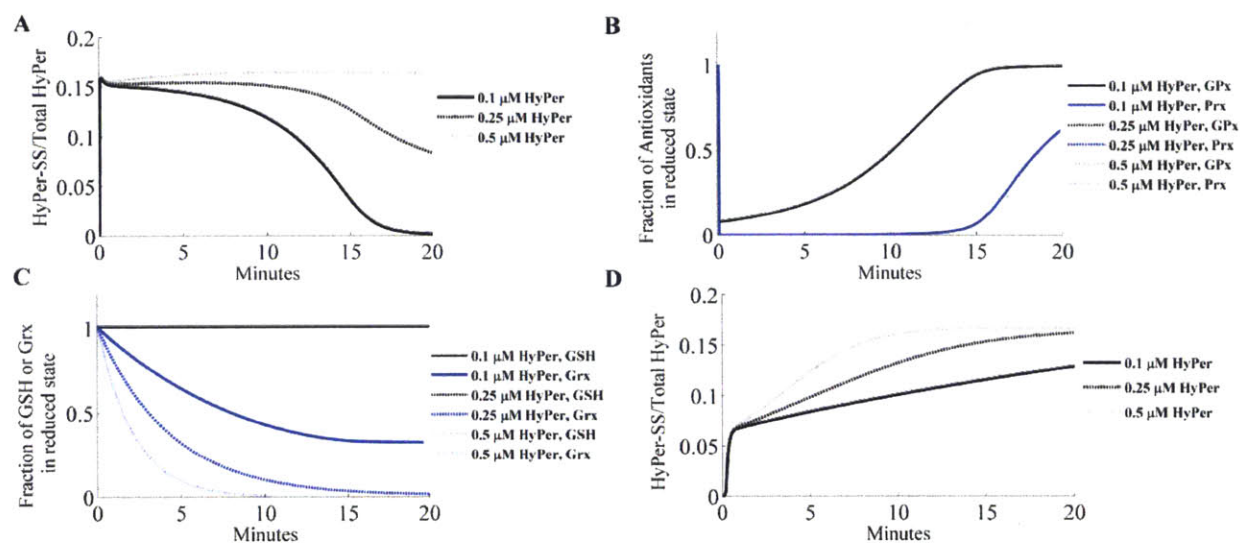 A
HyPer-SS/Total HyPer
0.2
0.15
0.1
0.05
0
0 5 10 15 20
Minutes
0.1 μM HyPer
0.25 μM HyPer
0.5 μM HyPer
B
Fraction of Antioxidants
in reduced state
1
0.5
0
0 5 10 15 20
Minutes
0.1 μM HyPer, GPx
0.1 μM HyPer, Prx
0.25 μM HyPer, GPx
0.25 μM HyPer, Prx
0.5 μM HyPer, GPx
0.5 μM HyPer, Prx
C
Fraction of GSH or Grx
in reduced state
1
0.5
0
0 5 10 15 20
Minutes
0.1 μM HyPer, GSH
0.1 μM HyPer, Grx
0.25 μM HyPer, GSH
0.25 μM HyPer, Grx
0.5 μM HyPer, GSH
0.5 μM HyPer, Grx
D
HyPer-SS/Total HyPer
0.2
0.15
0.1
0.05
0
0 5 10 15 20
Minutes
0.1 μM HyPer
0.25 μM HyPer
0.5 μM HyPer